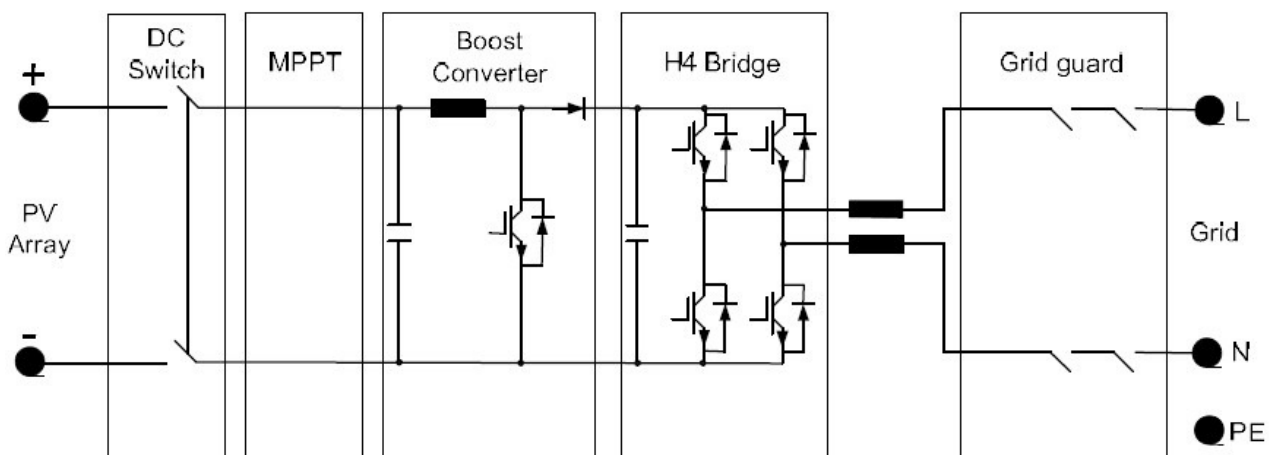 DC
Switch
MPPT
Boost
Converter
H4 Bridge
Grid guard
+
L
PV
Array
Grid
-
N
PE